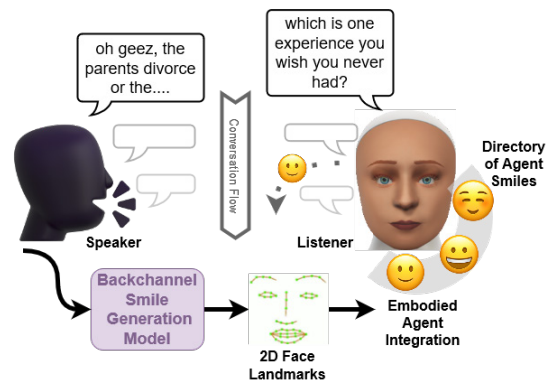 oh geez, the
parents divorce
or the....
which is one
experience you
wish you never
had?
Conversation Flow
Directory
of Agent
Smiles
Speaker
Listener
Backchannel
Smile
Generation
Model
2D Face
Landmarks
Embodied
Agent
Integration